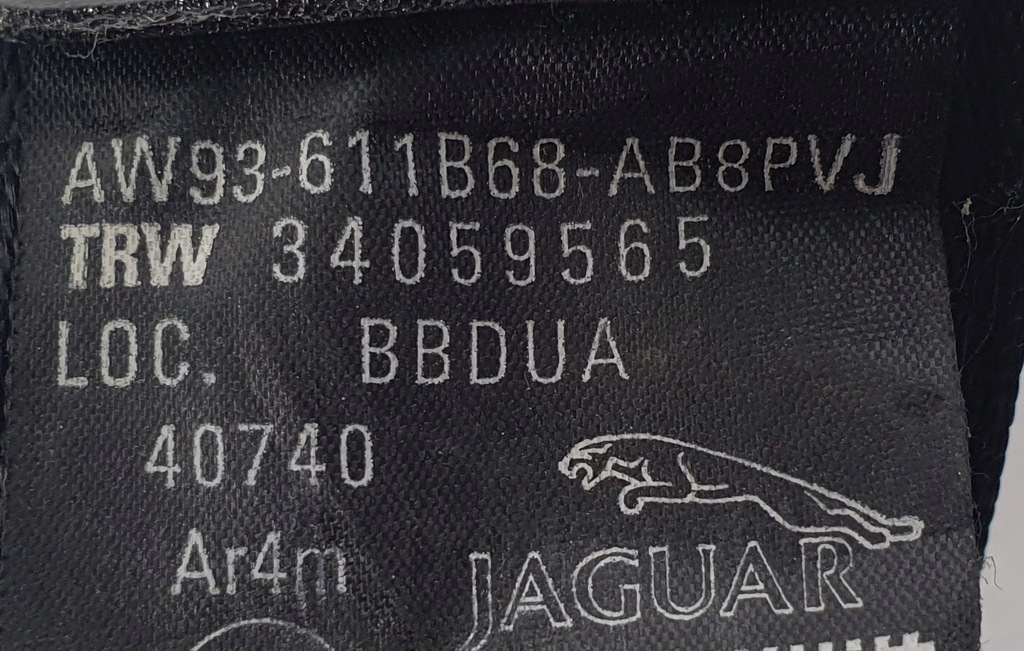 AW93-611B68-AB8PVJ
TRW 34059565
LOC. BBDUA
40740
Ar4m
JAGUAR